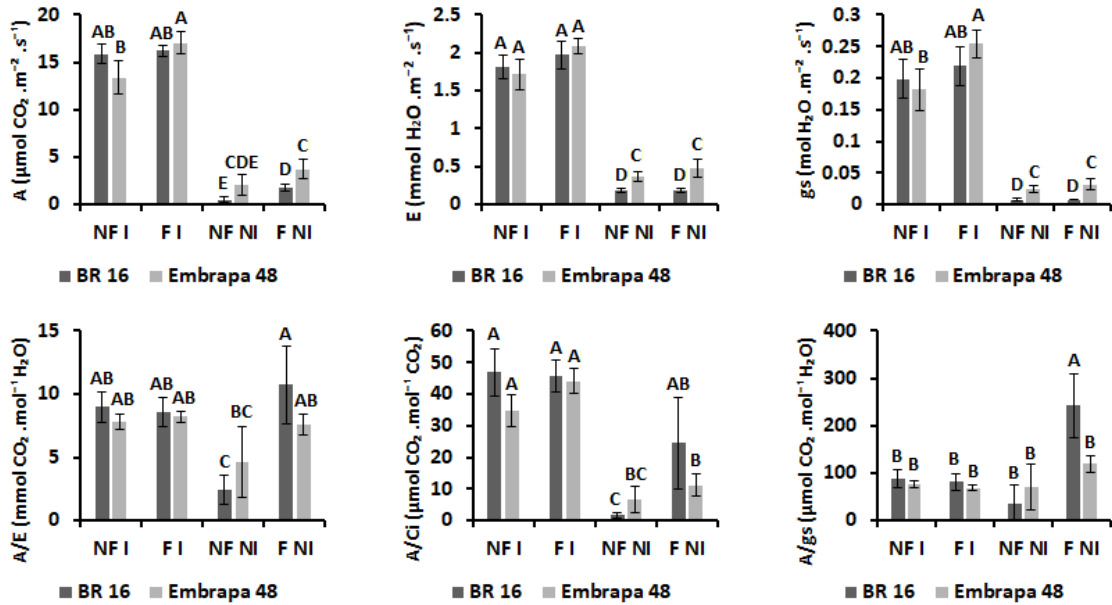 A (µmol CO₂ .m⁻² .s⁻¹)
20
15
10
5
0
AB
B
AB
A
E
CDE
D
C
NF I F I NF NI F NI
BR 16 Embrapa 48
E (mmol H₂O .m⁻² .s⁻¹)
2.5
2
1.5
1
0.5
0
A
A
A
A
D
C
D
C
NF I F I NF NI F NI
BR 16 Embrapa 48
gs (mol H₂O .m⁻² .s⁻¹)
0.3
0.25
0.2
0.15
0.1
0.05
0
AB
B
AB
A
D
C
D
C
NF I F I NF NI F NI
BR 16 Embrapa 48
A/E (mmol CO₂ .mol⁻¹ H₂O)
15
10
5
0
AB
AB
AB
AB
C
BC
A
AB
NF I F I NF NI F NI
BR 16 Embrapa 48
A/Ci (µmol CO₂ .mol⁻¹ CO₂)
60
50
40
30
20
10
0
A
A
A
A
C
BC
AB
B
NF I F I NF NI F NI
BR 16 Embrapa 48
A/gs (µmol CO₂ .mol⁻¹ H₂O)
400
300
200
100
0
B
B
B
B
B
B
A
B
NF I F I NF NI F NI
BR 16 Embrapa 48